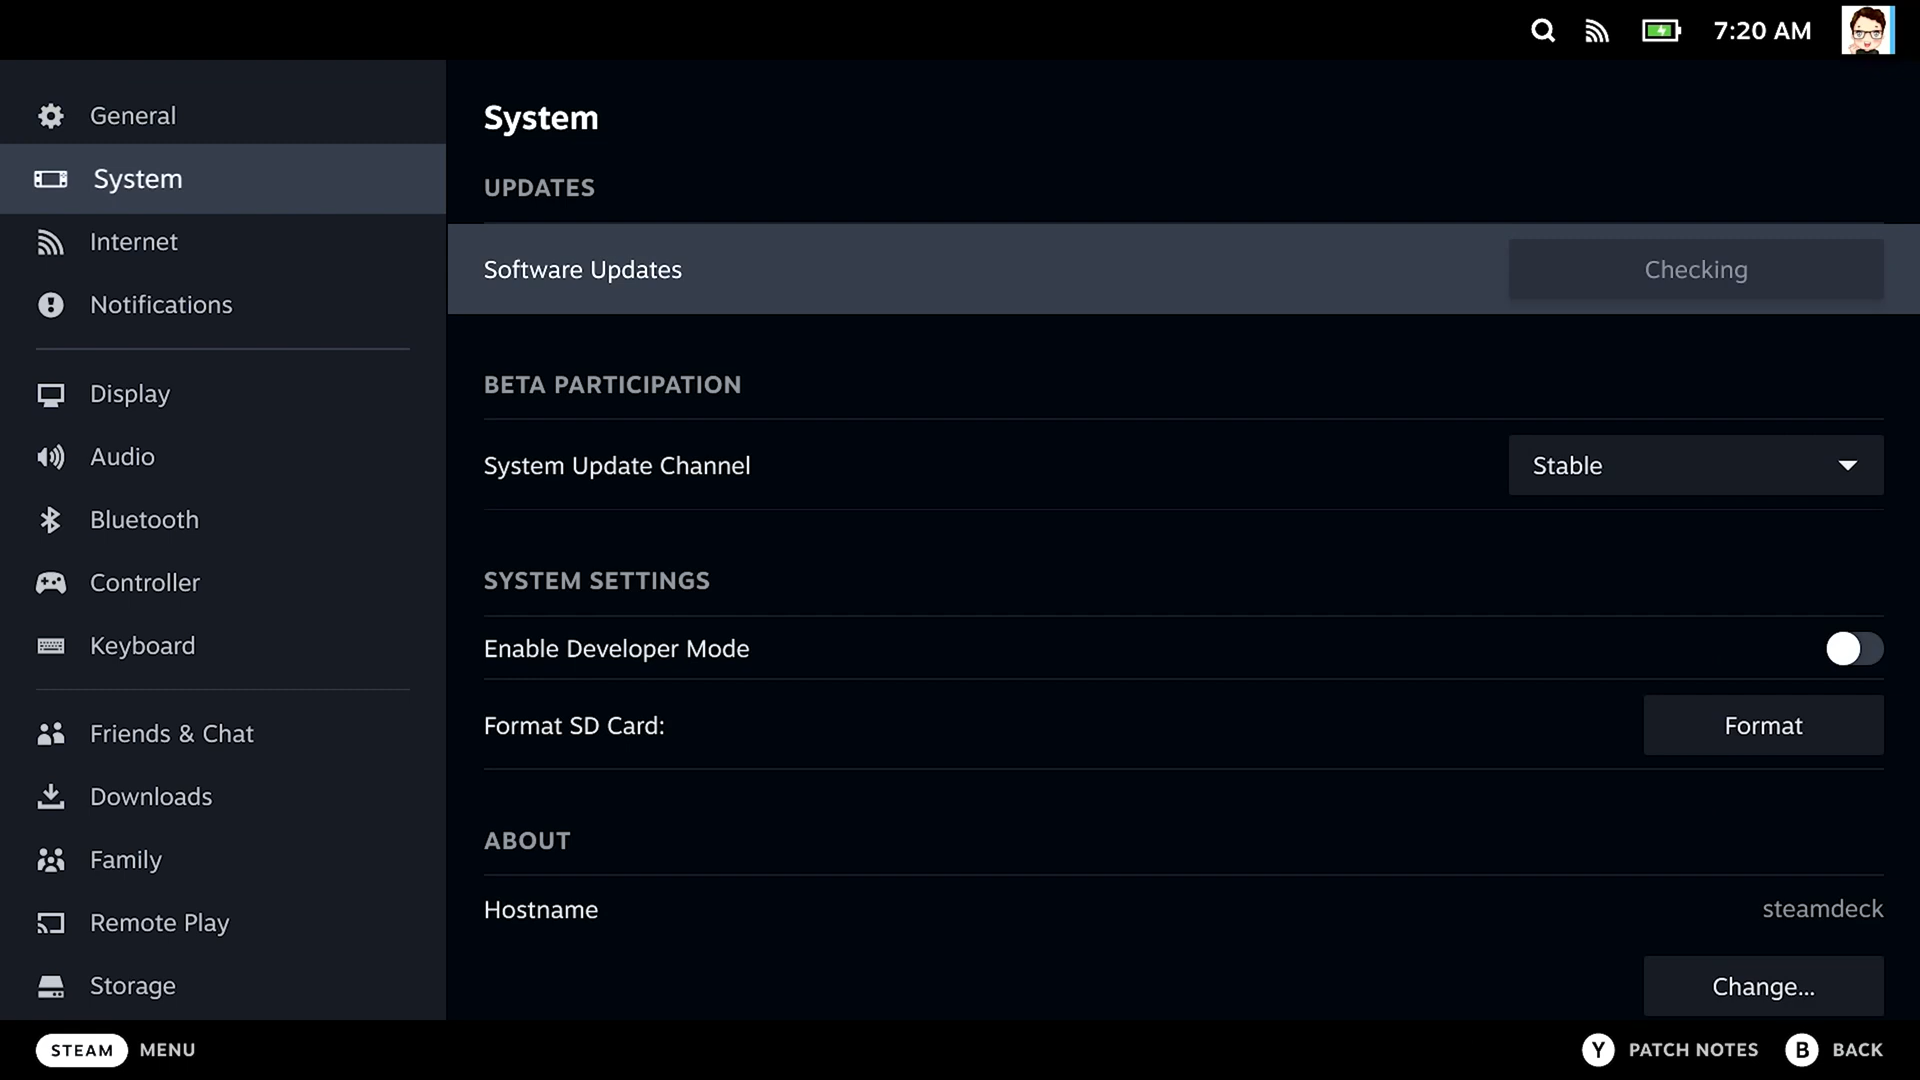 7:20 AM
General
System
Internet
Notifications
Display
Audio
Bluetooth
Controller
Keyboard
Friends & Chat
Downloads
Family
Remote Play
Storage
System
UPDATES
Software Updates
Checking
BETA PARTICIPATION
System Update Channel
Stable
SYSTEM SETTINGS
Enable Developer Mode
Format SD Card:
Format
ABOUT
Hostname
steamdeck
Change...
STEAM MENU
Y PATCH NOTES B BACK